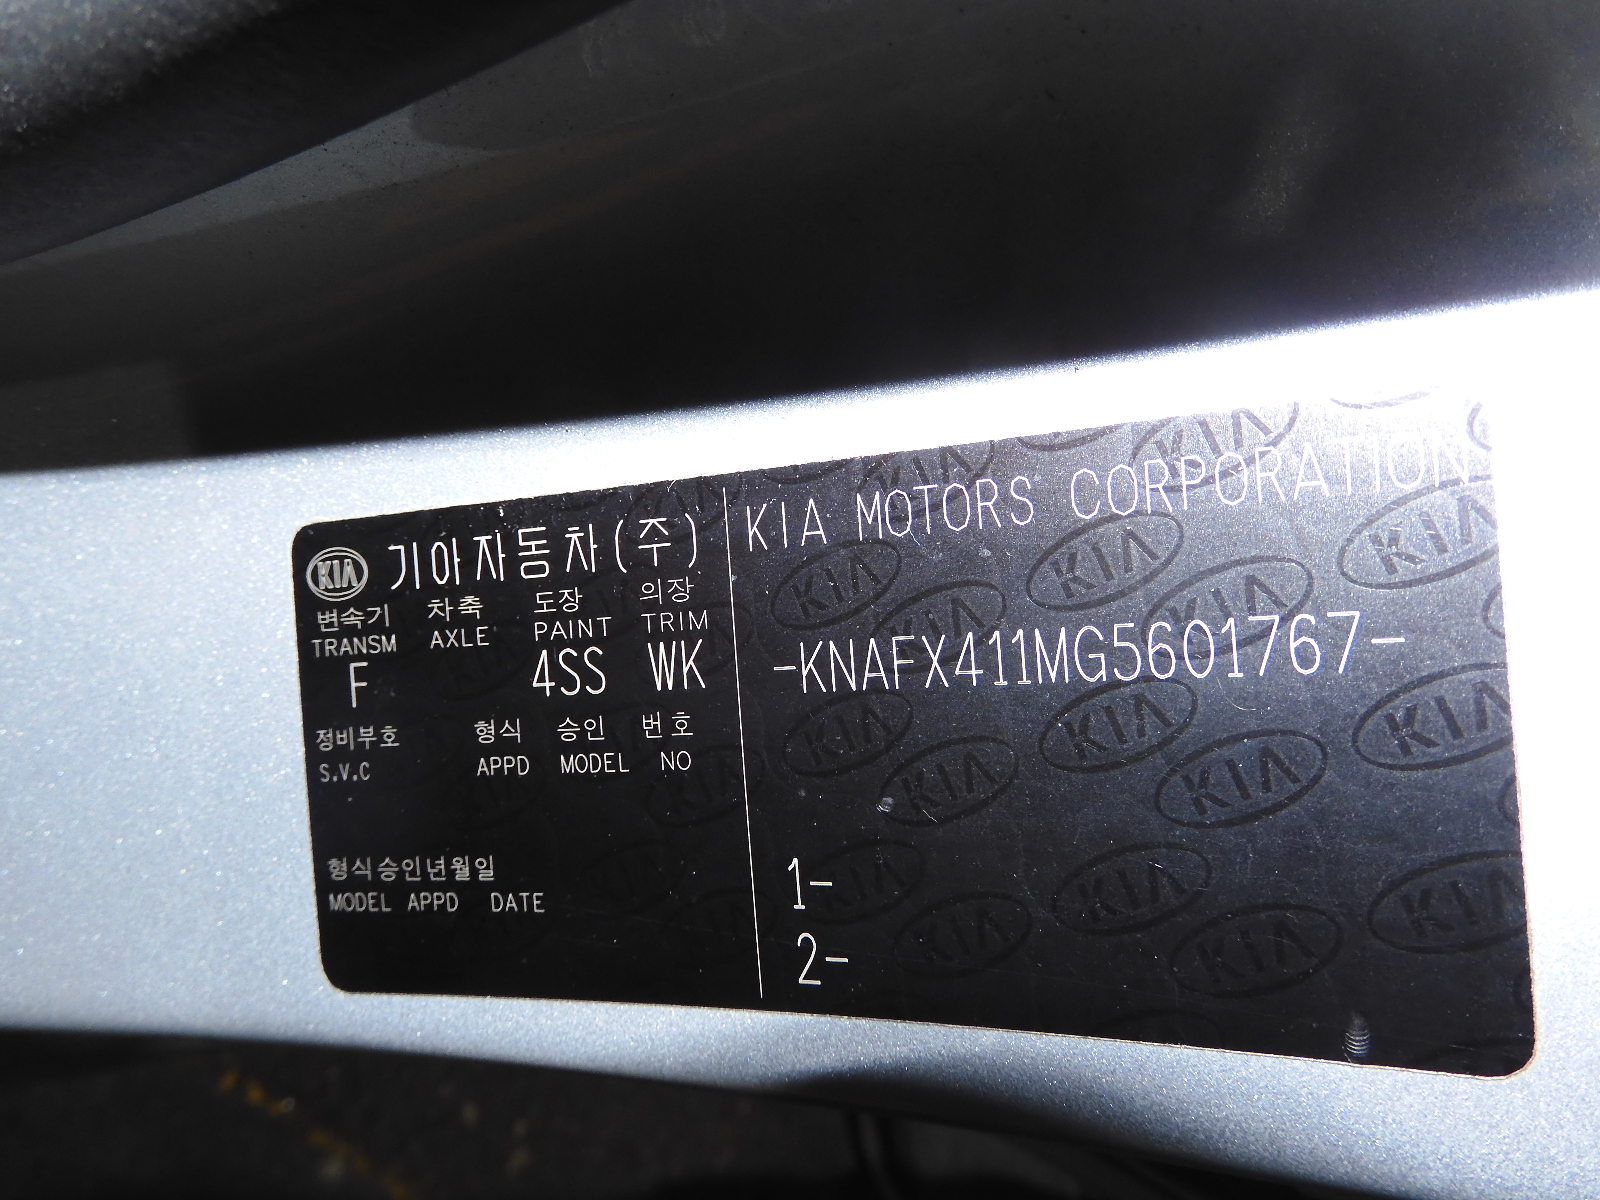 KIA 기아자동차(주)
변속기 차축 도장 의장
TRANSM AXLE PAINT TRIM
F 4SS WK
정비부호 형식 승인 번호
S.V.C APPD MODEL NO
형식승인년월일
MODEL APPD DATE
KIA MOTORS CORPORATION
-KNAFX411MG5601767-
1-
2-